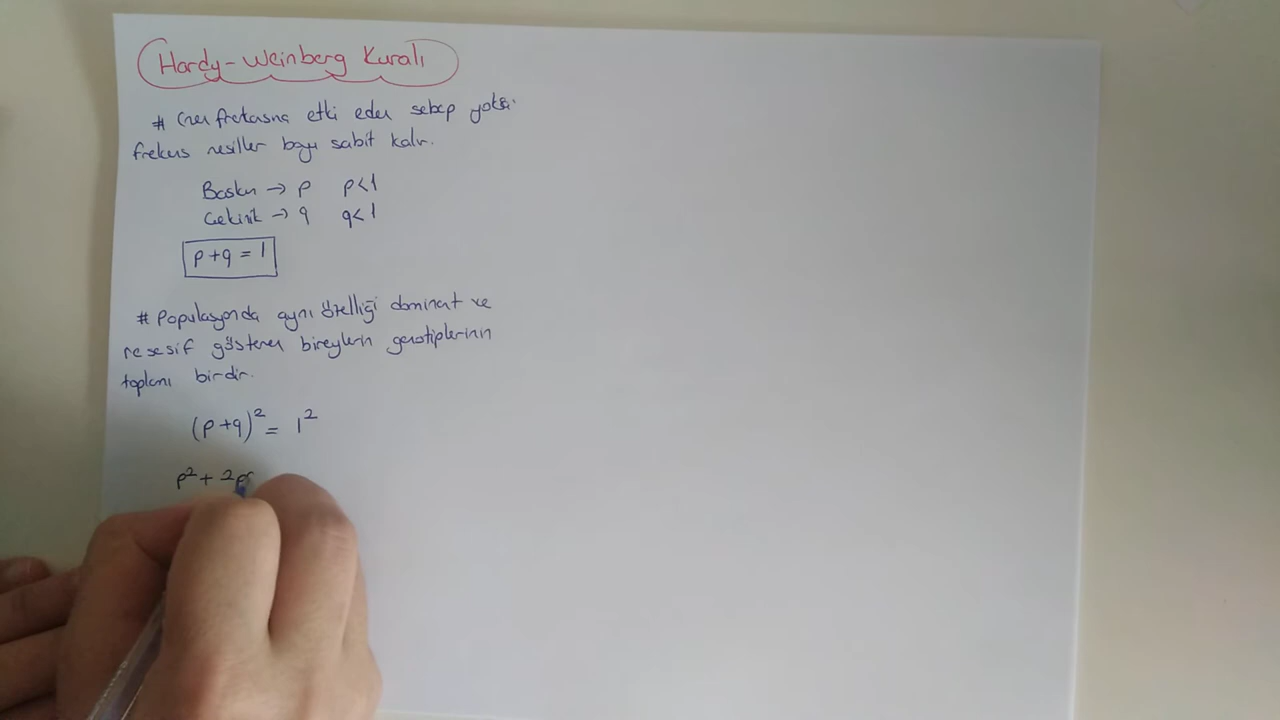 Hardy-Weinberg Kuralı
# Gen frekansına etki eden sebep yoksa
frekans nesiller boyu sabit kalır.
Baskın → p p<1
Çekinik → q q<1
p+q = 1
# Populasyonda aynı özelliği dominant ve
resesif gösteren bireylerin genotiplerinin
toplamı birdir.
(p+q)² = 1²
p² + 2p